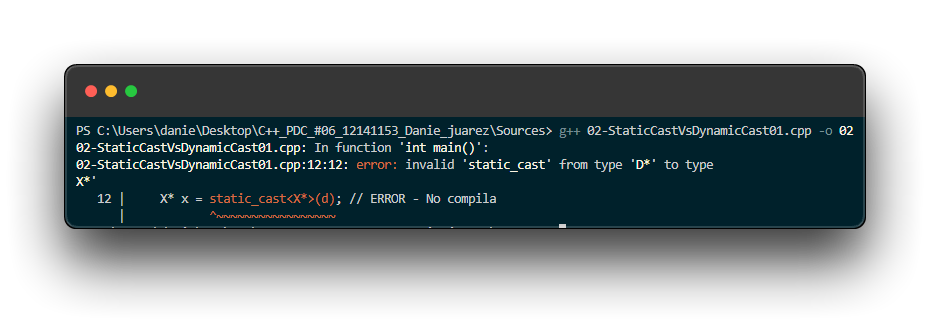 PS C:\Users\danie\Desktop\C++_PDC_#06_12141153_Danie_juarez\Sources> g++ 02-StaticCastVsDynamicCast01.cpp -o 02
02-StaticCastVsDynamicCast01.cpp: In function 'int main()':
02-StaticCastVsDynamicCast01.cpp:12:12: error: invalid 'static_cast' from type 'D*' to type
X*'
12 | X* x = static_cast<X*>(d); // ERROR - No compila
| ^~~~~~~~~~~~~~~~~~